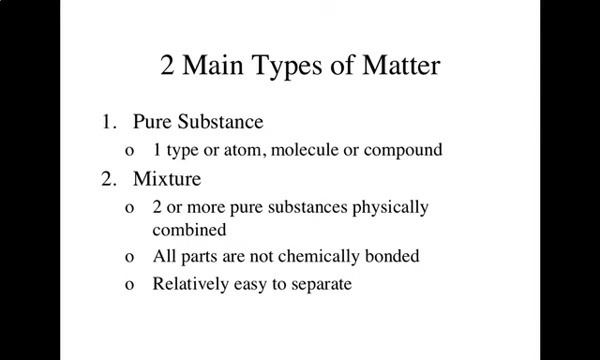 2 Main Types of Matter
1. Pure Substance
o 1 type or atom, molecule or compound
2. Mixture
o 2 or more pure substances physically
combined
o All parts are not chemically bonded
o Relatively easy to separate